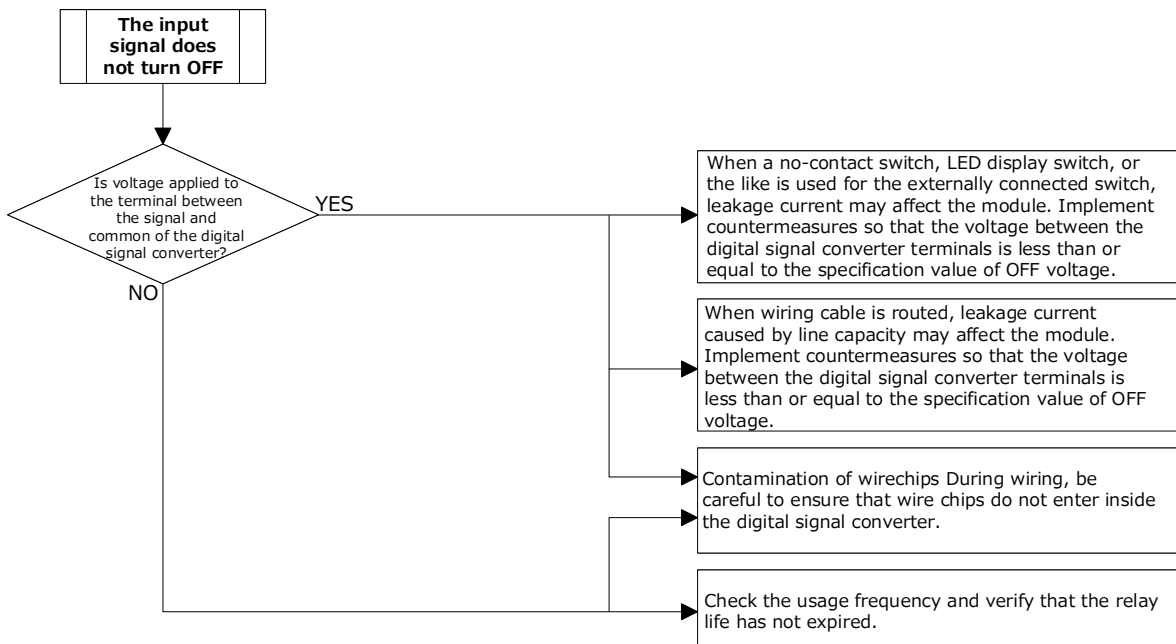 The input
signal does
not turn OFF
Is voltage applied to
the terminal between
the signal and
common of the digital
signal converter?
YES
NO
When a no-contact switch, LED display switch, or
the like is used for the externally connected switch,
leakage current may affect the module. Implement
countermeasures so that the voltage between the
digital signal converter terminals is less than or
equal to the specification value of OFF voltage.
When wiring cable is routed, leakage current
caused by line capacity may affect the module.
Implement countermeasures so that the voltage
between the digital signal converter terminals is
less than or equal to the specification value of OFF
voltage.
Contamination of wirechips During wiring, be
careful to ensure that wire chips do not enter inside
the digital signal converter.
Check the usage frequency and verify that the relay
life has not expired.